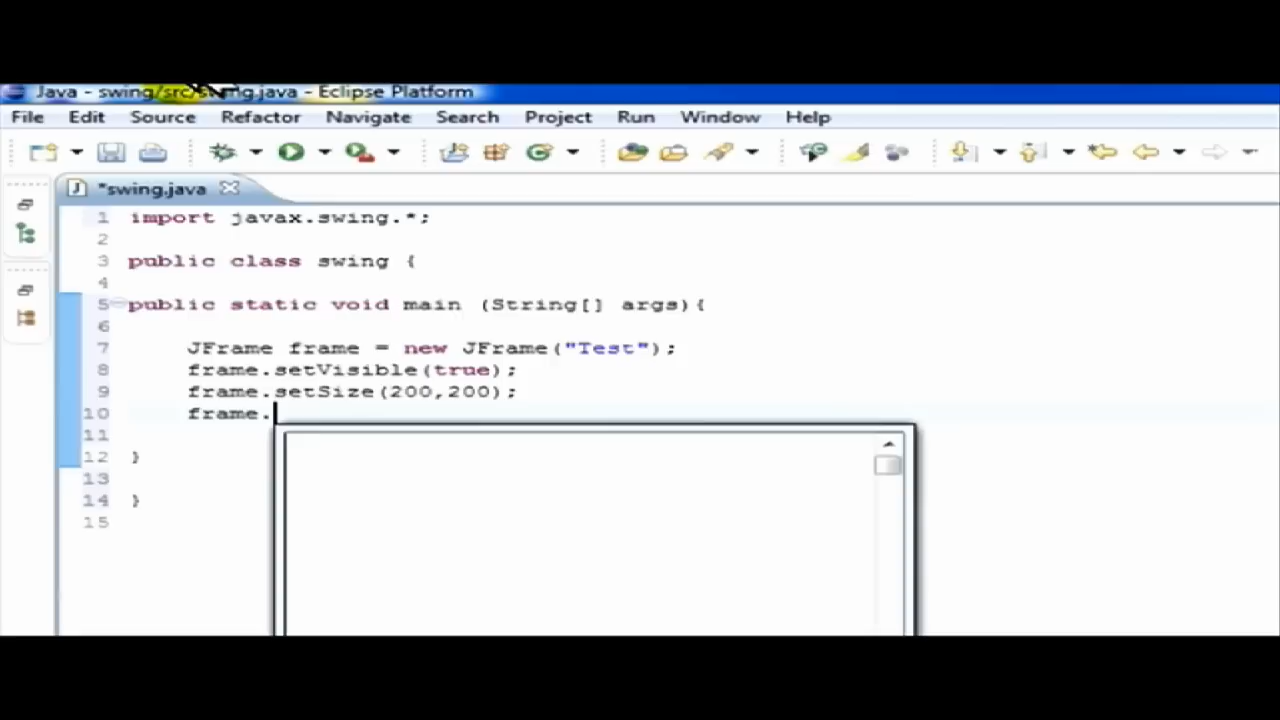 Java - swing/src/swing.java - Eclipse Platform
File Edit Source Refactor Navigate Search Project Run Window Help
*swing.java
1 import javax.swing.*;
2
3 public class swing {
4
5 public static void main (String[] args){
6
7 JFrame frame = new JFrame("Test");
8 frame.setVisible(true);
9 frame.setSize(200,200);
10 frame.
11
12 }
13
14 }
15